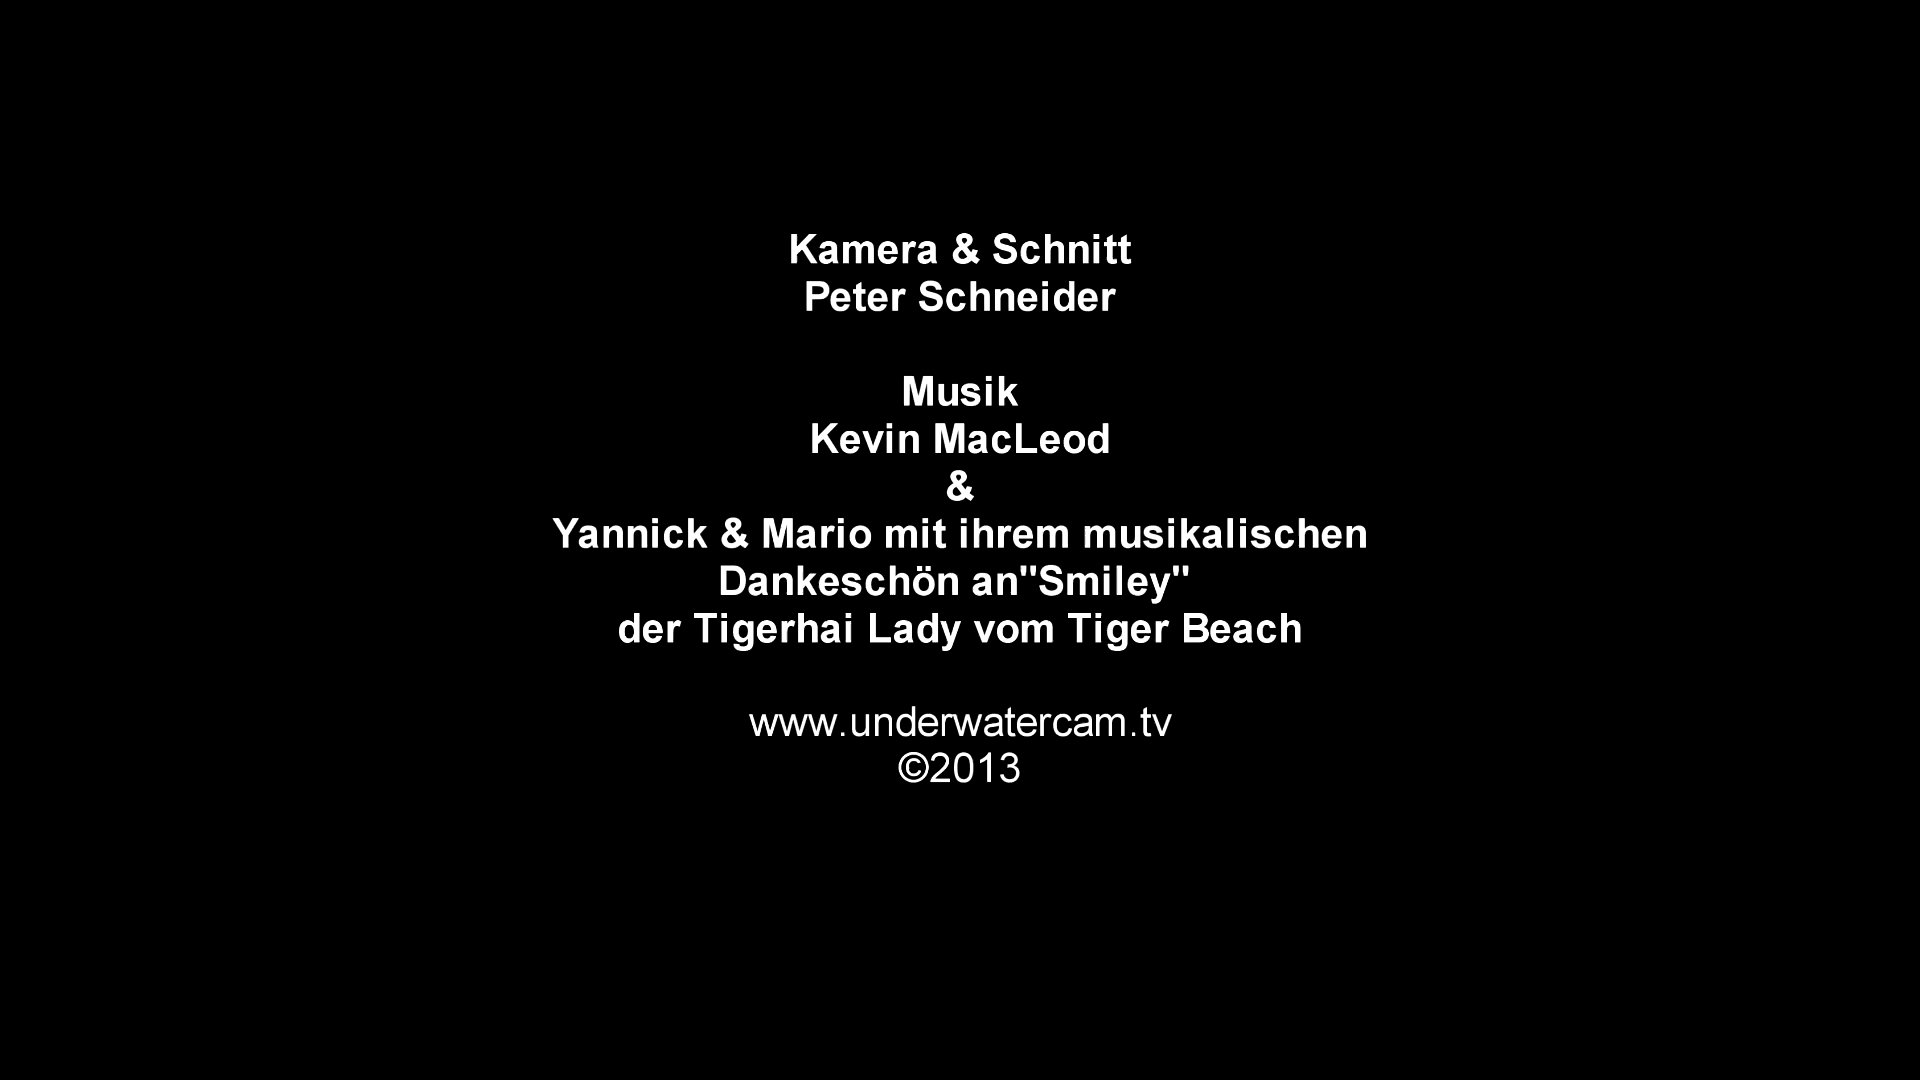 Kamera & Schnitt
Peter Schneider
Musik
Kevin MacLeod
&
Yannick & Mario mit ihrem musikalischen
Dankeschön an"Smiley"
der Tigerhai Lady vom Tiger Beach
www.underwatercam.tv
©2013